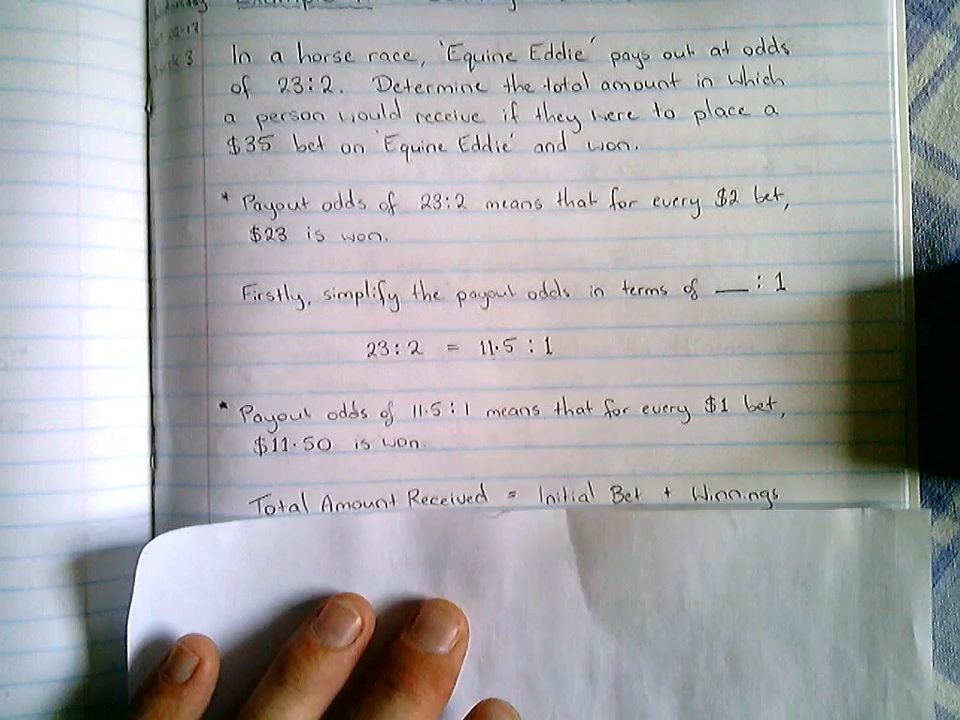 In a horse race, 'Equine Eddie' pays out at odds
of 23:2. Determine the total amount in which
a person would receive if they were to place a
$35 bet on 'Equine Eddie' and won.
* Payout odds of 23:2 means that for every $2 bet,
$23 is won.
Firstly, simplify the payout odds in terms of __ : 1
23:2 = 11.5 : 1
* Payout odds of 11.5 : 1 means that for every $1 bet,
$11.50 is won.
Total Amount Received = Initial Bet + Winnings